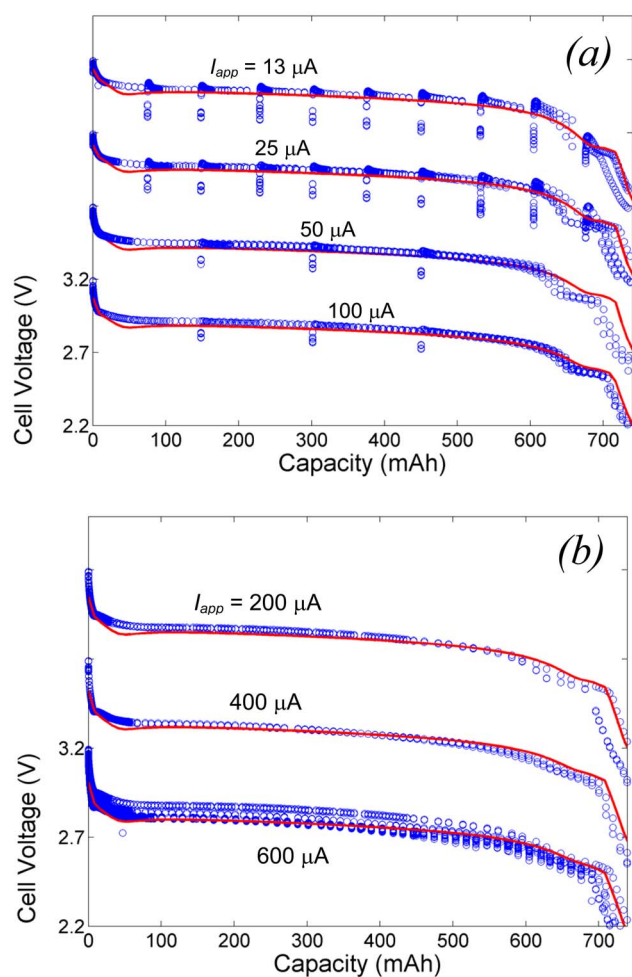 (a)
I_app = 13 µA
25 µA
50 µA
100 µA
3.2
2.7
2.2
Cell Voltage (V)
0 100 200 300 400 500 600 700
Capacity (mAh)
(b)
I_app = 200 µA
400 µA
600 µA
3.2
2.7
2.2
Cell Voltage (V)
0 100 200 300 400 500 600 700
Capacity (mAh)